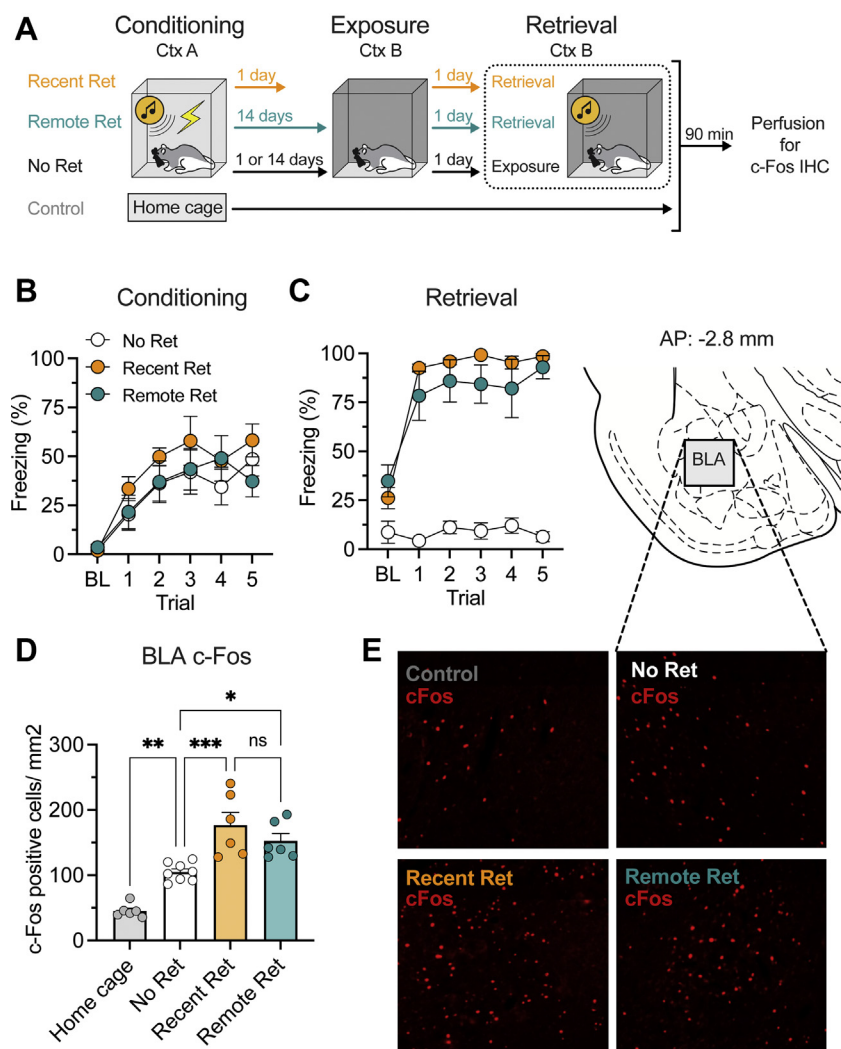 A
Conditioning
Ctx A
Exposure
Ctx B
Retrieval
Ctx B
Recent Ret
1 day
1 day
Retrieval
Remote Ret
14 days
1 day
Retrieval
No Ret
1 or 14 days
1 day
Exposure
90 min
Perfusion
for
c-Fos IHC
Control
Home cage
B
Conditioning
No Ret
Recent Ret
Remote Ret
Freezing (%)
100
75
50
25
0
BL 1 2 3 4 5
Trial
C
Retrieval
Freezing (%)
100
75
50
25
0
BL 1 2 3 4 5
Trial
AP: -2.8 mm
BLA
D
BLA c-Fos
c-Fos positive cells/ mm2
300
200
100
0
*
** *** ns
Home cage
No Ret
Recent Ret
Remote Ret
E
Control
cFos
No Ret
cFos
Recent Ret
cFos
Remote Ret
cFos